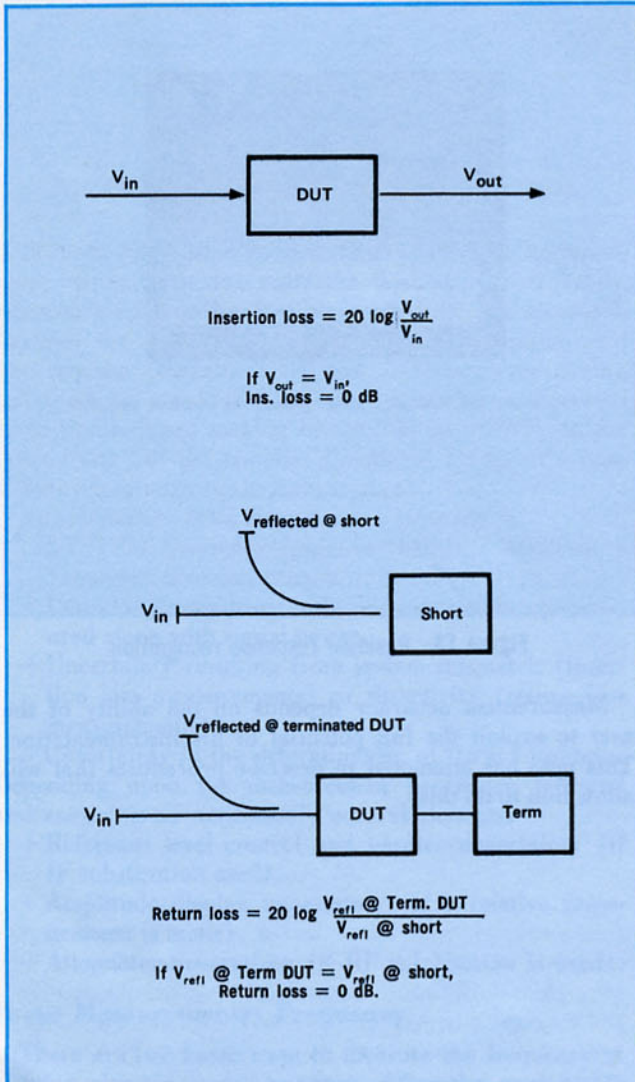 V_in DUT V_out
Insertion loss = 20 log V_out / V_in
If V_out = V_in,
Ins. loss = 0 dB
V_reflected @ short
V_in Short
V_reflected @ terminated DUT
V_in DUT Term
Return loss = 20 log V_refl @ Term. DUT / V_refl @ short
If V_refl @ Term DUT = V_refl @ short,
Return loss = 0 dB.